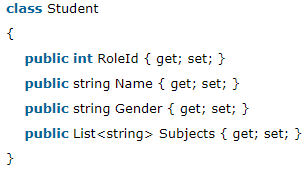 class Student
{
public int RoleId { get; set; }
public string Name { get; set; }
public string Gender { get; set; }
public List<string> Subjects { get; set; }
}